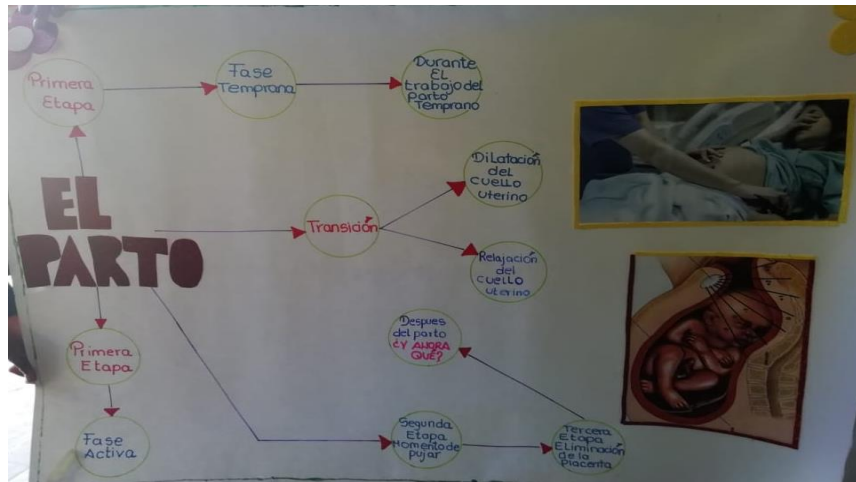 EL
PARTO
Primera
Etapa
Fase
Temprana
Durante
El
trabajo del
Parto
Temprano
Transición
Dilatación
del
cuello
uterino
Relajación
del
cuello
uterino
Primera
Etapa
Fase
Activa
Segunda
Etapa
Momento de
pujar
Tercera
Etapa
Eliminación
de la
placenta
Despues
del parto
¿Y AHORA
QUÉ?